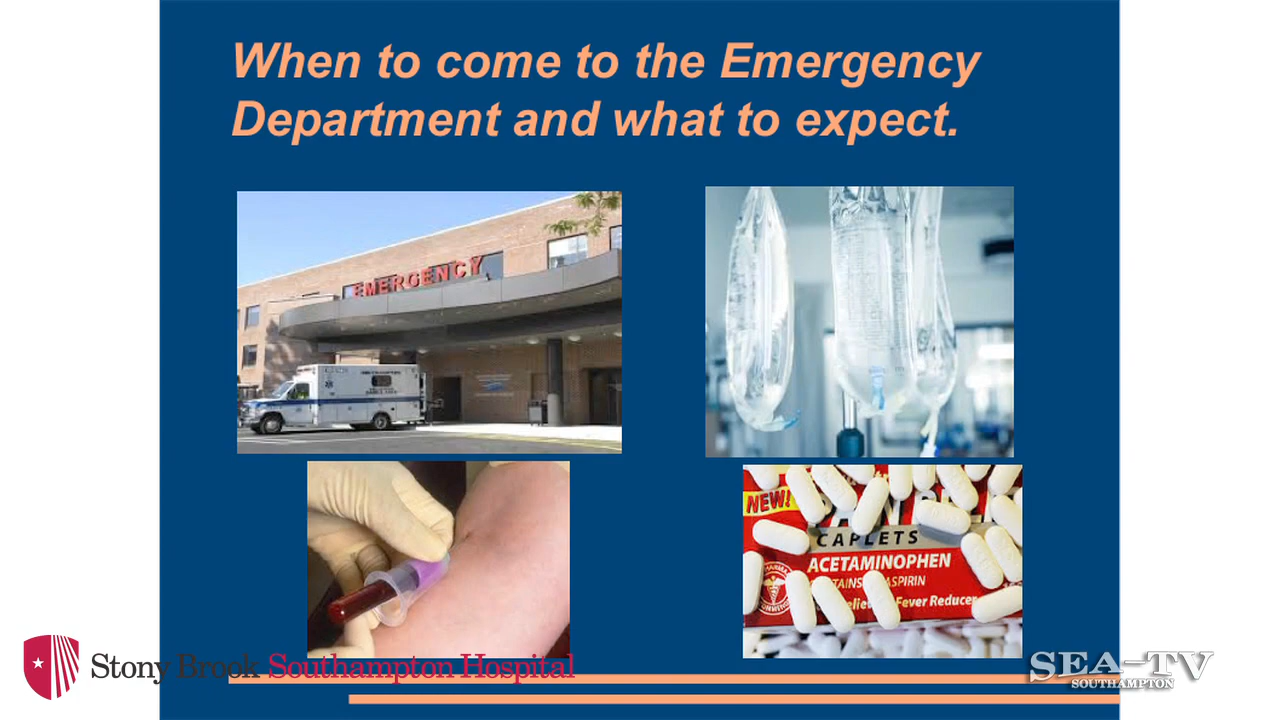 When to come to the Emergency
Department and what to expect.
EMERGENCY
NEW!
CAPLETS
ACETAMINOPHEN
ASPIRIN
Fever Reducer
Stony Brook Southampton Hospital
SEA-TV
SOUTHAMPTON